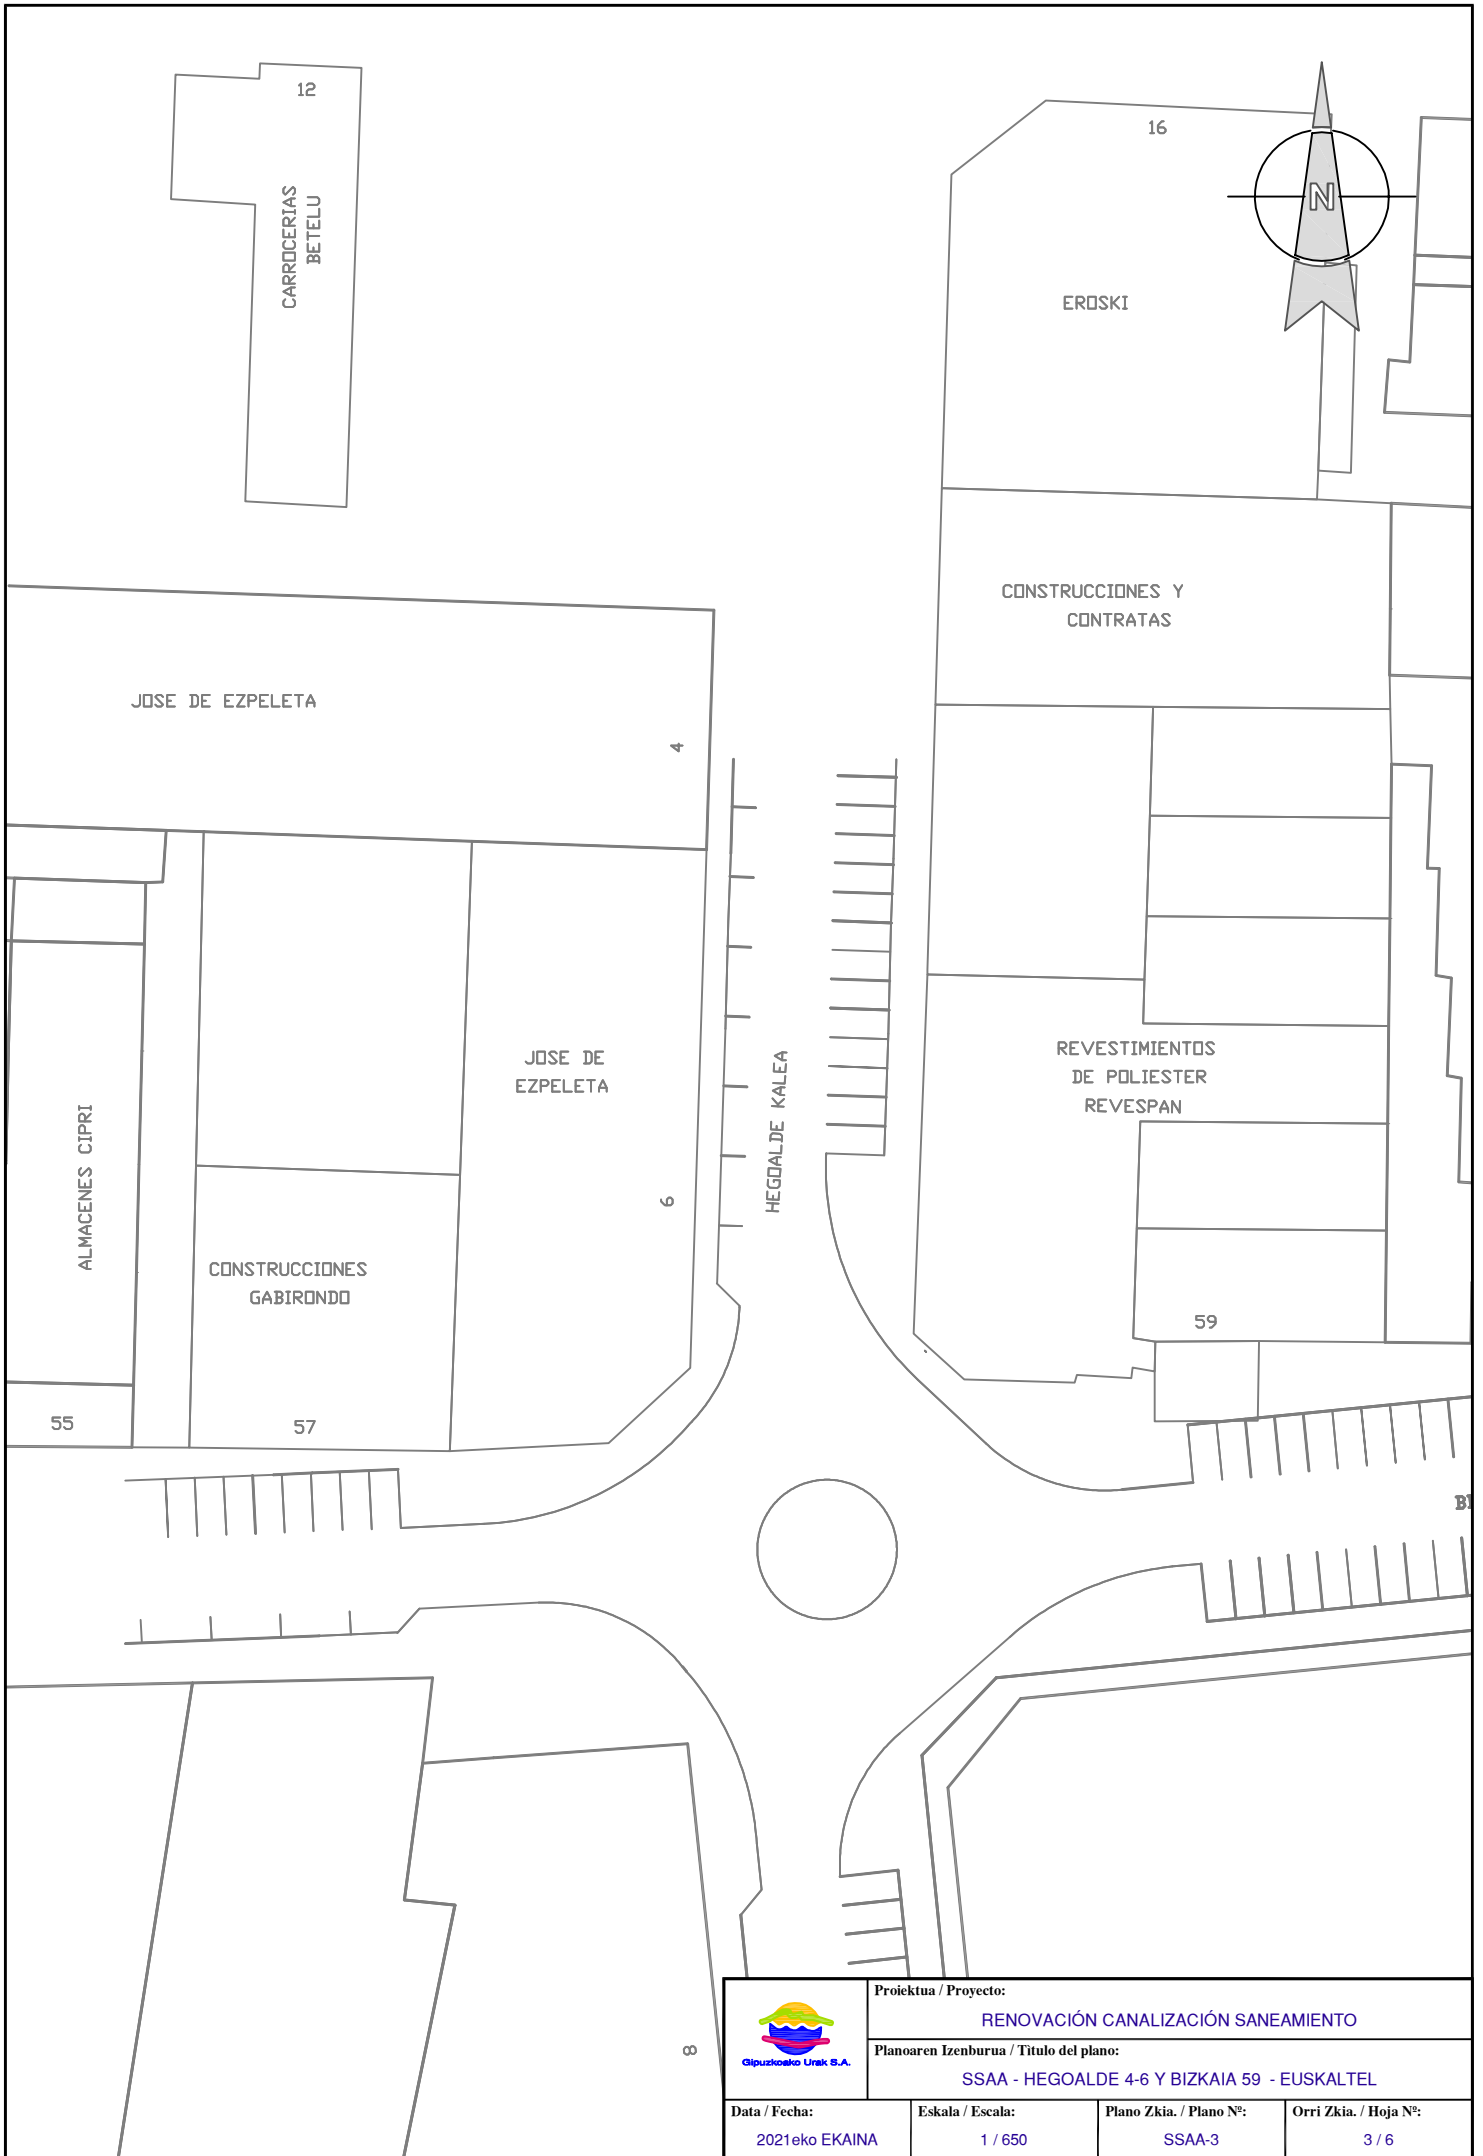 12
16
CARROCERIAS
BETELU
N
EROSKI
CONSTRUCCIONES Y
CONTRATAS
JOSE DE EZPELETA
4
JOSE DE
EZPELETA
REVESTIMIENTOS
DE POLIESTER
REVESPAN
HEGOALDE KALEA
ALMACENES CIPRI
6
CONSTRUCCIONES
GABIRONDO
59
55
57
8
Gipuzkoako Urak S.A.
Proiektua / Proyecto:
RENOVACIÓN CANALIZACIÓN SANEAMIENTO
Planoaren Izenburua / Titulo del plano:
SSAA - HEGOALDE 4-6 Y BIZKAIA 59 - EUSKALTEL
Data / Fecha:
2021eko EKAINA
Eskala / Escala:
1 / 650
Plano Zkia. / Plano Nº:
SSAA-3
Orri Zkia. / Hoja Nº:
3 / 6